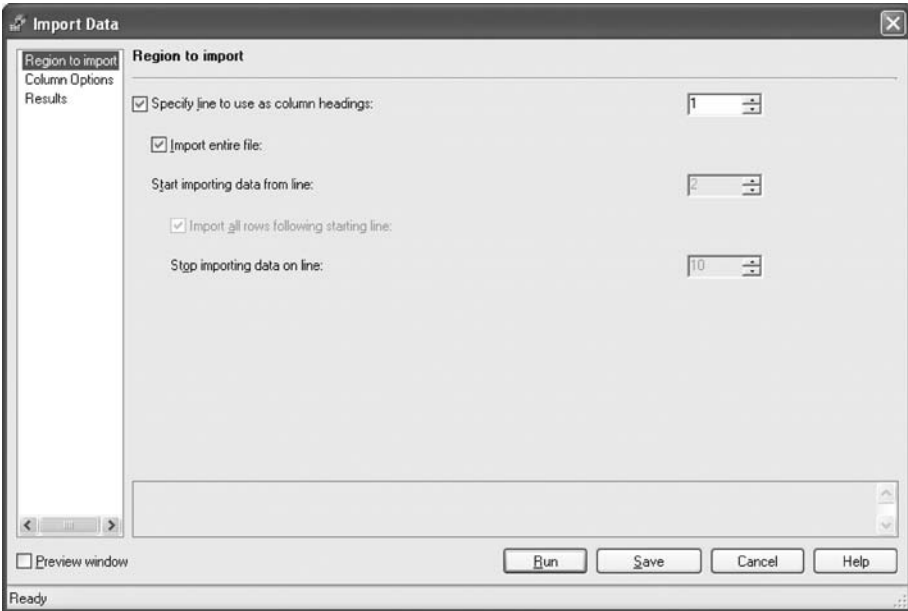 Import Data
Region to import
Column Options
Results
Region to import
Specify line to use as column headings:
1
Import entire file:
Start importing data from line:
2
Import all rows following starting line:
Stop importing data on line:
10
Preview window
Run
Save
Cancel
Help
Ready